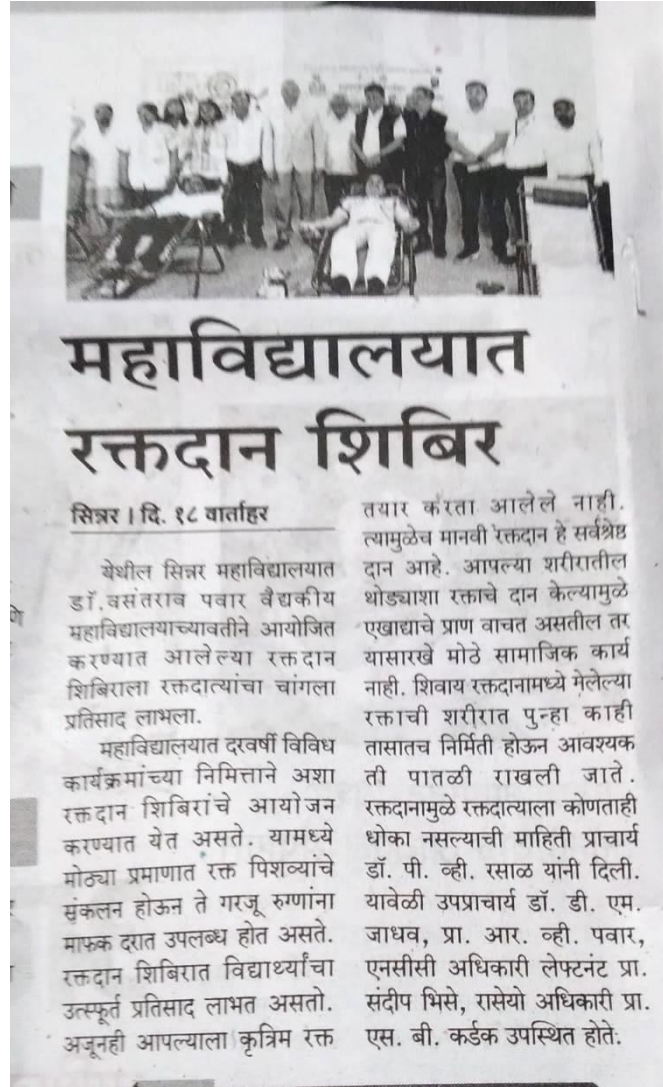 महाविद्यालयात
रक्तदान शिबिर
सिन्नर । दि. १८ वार्ताहर
येथील सिन्नर महाविद्यालयात
डॉ.वसंतराव पवार वैद्यकीय
महाविद्यालयाच्यावतीने आयोजित
करण्यात आलेल्या रक्तदान
शिबिराला रक्तदात्यांचा चांगला
प्रतिसाद लाभला.
महाविद्यालयात दरवर्षी विविध
कार्यक्रमांच्या निमित्ताने अशा
रक्तदान शिबिरांचे आयोजन
करण्यात येत असते. यामध्ये
मोठ्या प्रमाणात रक्त पिशव्यांचे
संकलन होऊन ते गरजू रुग्णांना
माफक दरात उपलब्ध होत असते.
रक्तदान शिबिरात विद्यार्थ्यांचा
उत्स्फूर्त प्रतिसाद लाभत असतो.
अजूनही आपल्याला कृत्रिम रक्त
तयार करता आलेले नाही.
त्यामुळेच मानवी रक्तदान हे सर्वश्रेष्ठ
दान आहे. आपल्या शरीरातील
थोड्याशा रक्ताचे दान केल्यामुळे
एखाद्याचे प्राण वाचत असतील तर
यासारखे मोठे सामाजिक कार्य
नाही. शिवाय रक्तदानामध्ये गेलेल्या
रक्ताची शरीरात पुन्हा काही
तासातच निर्मिती होऊन आवश्यक
ती पातळी राखली जाते.
रक्तदानामुळे रक्तदात्याला कोणताही
धोका नसल्याची माहिती प्राचार्य
डॉ. पी. व्ही. रसाळ यांनी दिली.
यावेळी उपप्राचार्य डॉ. डी. एम.
जाधव, प्रा. आर. व्ही. पवार,
एनसीसी अधिकारी लेफ्टनंट प्रा.
संदीप भिसे, रासेयो अधिकारी प्रा.
एस. बी. कर्डक उपस्थित होते.